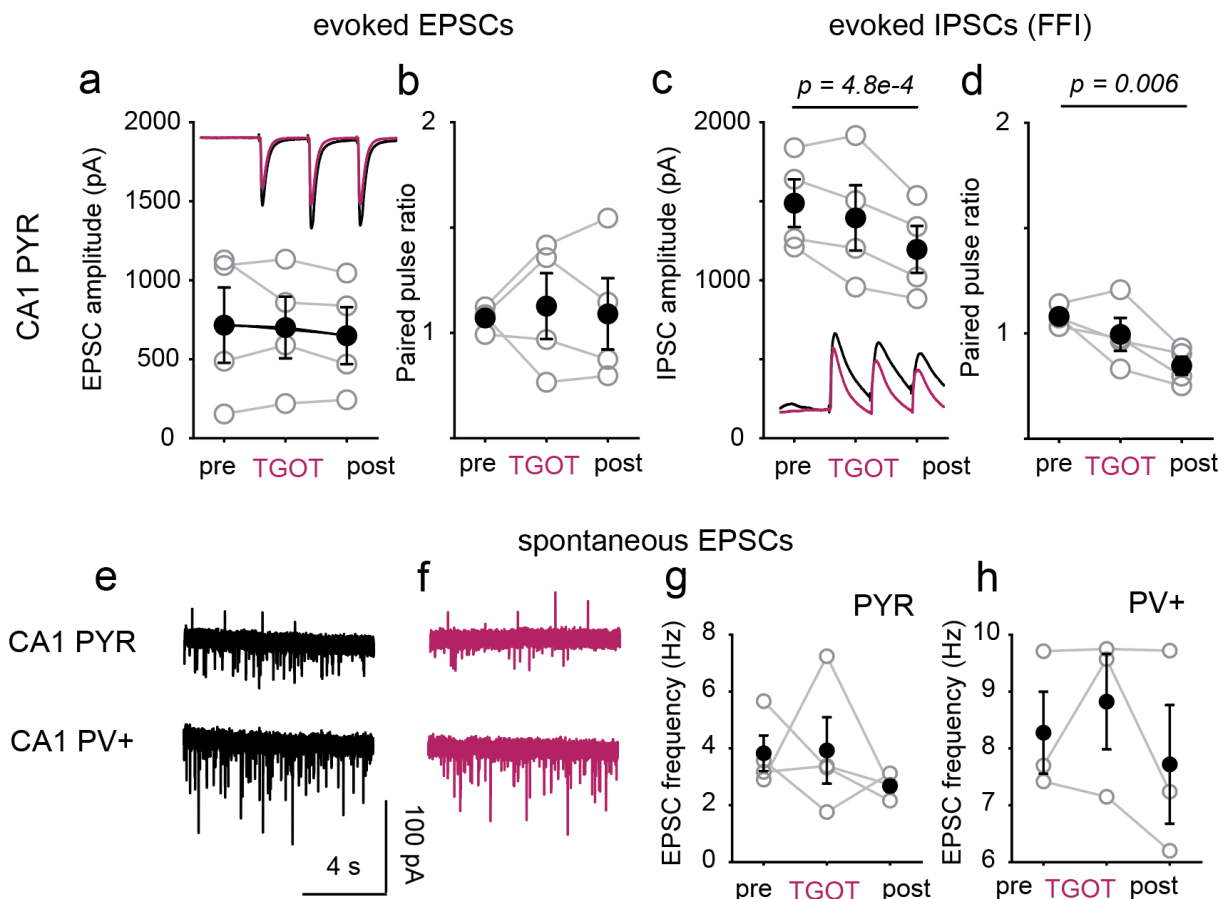 evoked EPSCs
evoked IPSCs (FFI)
CA1 PYR
a
EPSC amplitude (pA)
2000
1500
1000
500
0
pre TGOT post
b
Paired pulse ratio
2
1
pre TGOT post
c
p = 4.8e-4
IPSC amplitude (pA)
2000
1000
0
pre TGOT post
d
p = 0.006
Paired pulse ratio
2
1
pre TGOT post
spontaneous EPSCs
e
f
CA1 PYR
CA1 PV+
4 s
100 pA
g
PYR
EPSC frequency (Hz)
8
6
4
2
0
pre TGOT post
h
PV+
EPSC frequency (Hz)
10
9
8
7
6
pre TGOT post